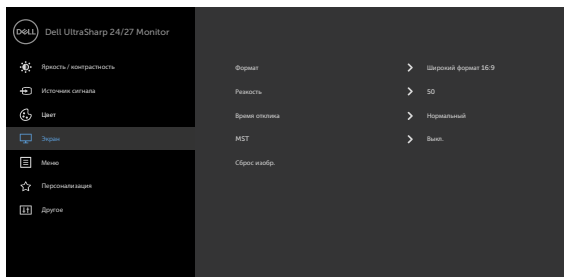 DELL Dell UltraSharp 24/27 Monitor
Яркость / контрастность
Источник сигнала
Цвет
Экран
Меню
Персонализация
Другое
Формат Широкий формат 16:9
Резкость 50
Время отклика Нормальный
MST Выкл.
Сброс изобр.